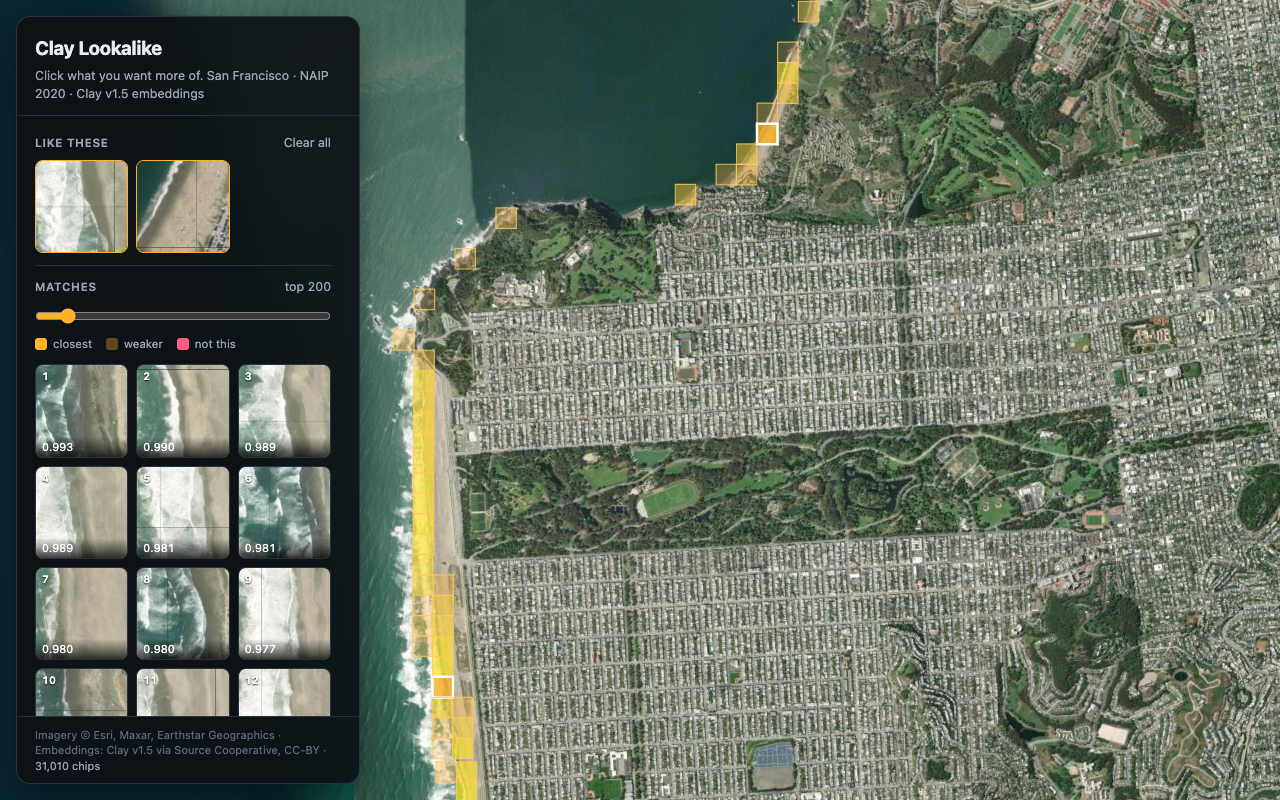 Clay Lookalike
Click what you want more of. San Francisco · NAIP
2020 · Clay v1.5 embeddings
LIKE THESE
Clear all
MATCHES
top 200
closest
weaker
not this
1
0.993
2
0.990
3
0.989
4
0.989
5
0.981
6
0.981
7
0.980
8
0.980
9
0.977
10
11
12
Imagery © Esri, Maxar, Earthstar Geographics ·
Embeddings: Clay v1.5 via Source Cooperative, CC-BY ·
31,010 chips